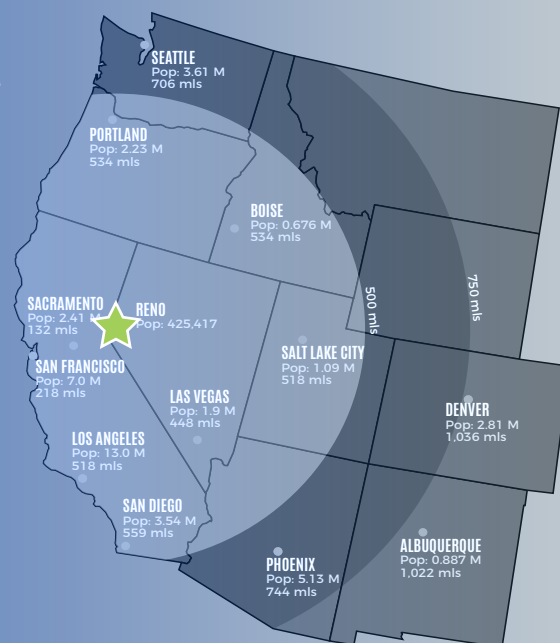 SEATTLE
Pop: 3.61 M
706 mls
PORTLAND
Pop: 2.23 M
534 mls
BOISE
Pop: 0.676 M
534 mls
500 mls
750 mls
SACRAMENTO
Pop: 2.41 M
132 mls
RENO
Pop: 425,417
SAN FRANCISCO
Pop: 7.0 M
218 mls
SALT LAKE CITY
Pop: 1.09 M
518 mls
LAS VEGAS
Pop: 1.9 M
448 mls
DENVER
Pop: 2.81 M
1,036 mls
LOS ANGELES
Pop: 13.0 M
518 mls
SAN DIEGO
Pop: 3.54 M
559 mls
PHOENIX
Pop: 5.13 M
744 mls
ALBUQUERQUE
Pop: 0.887 M
1,022 mls